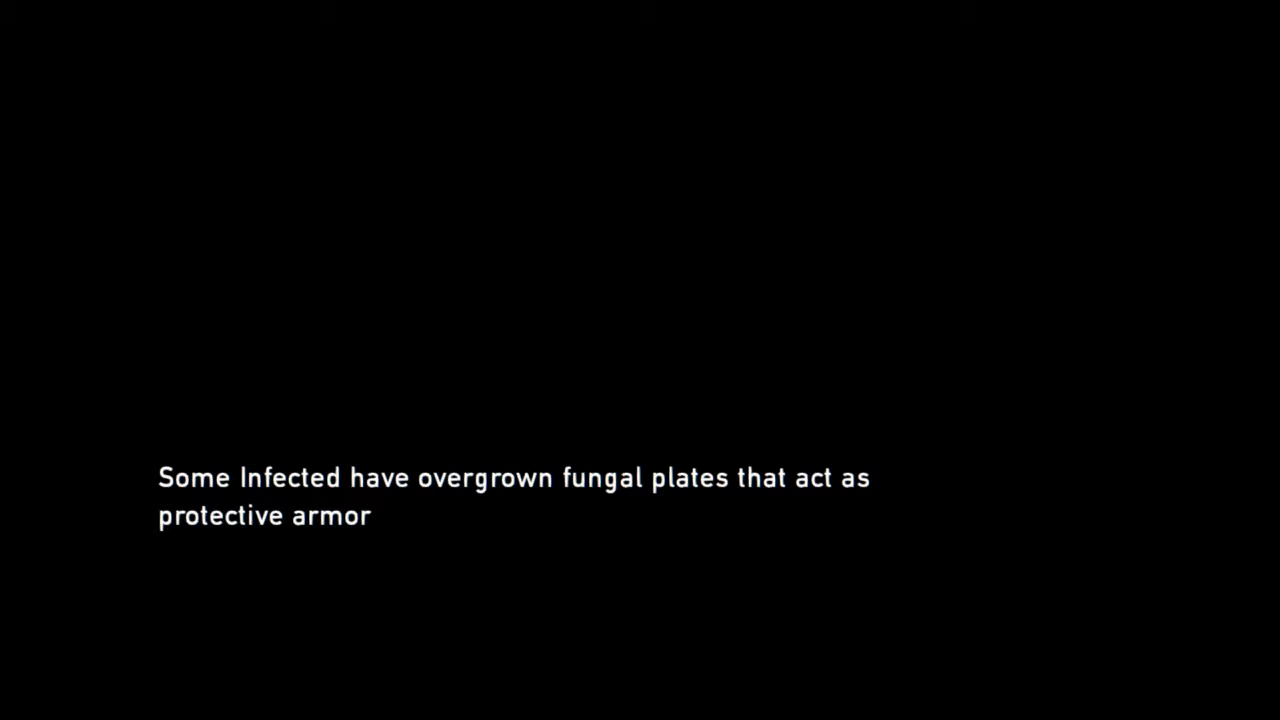 Some Infected have overgrown fungal plates that act as
protective armor